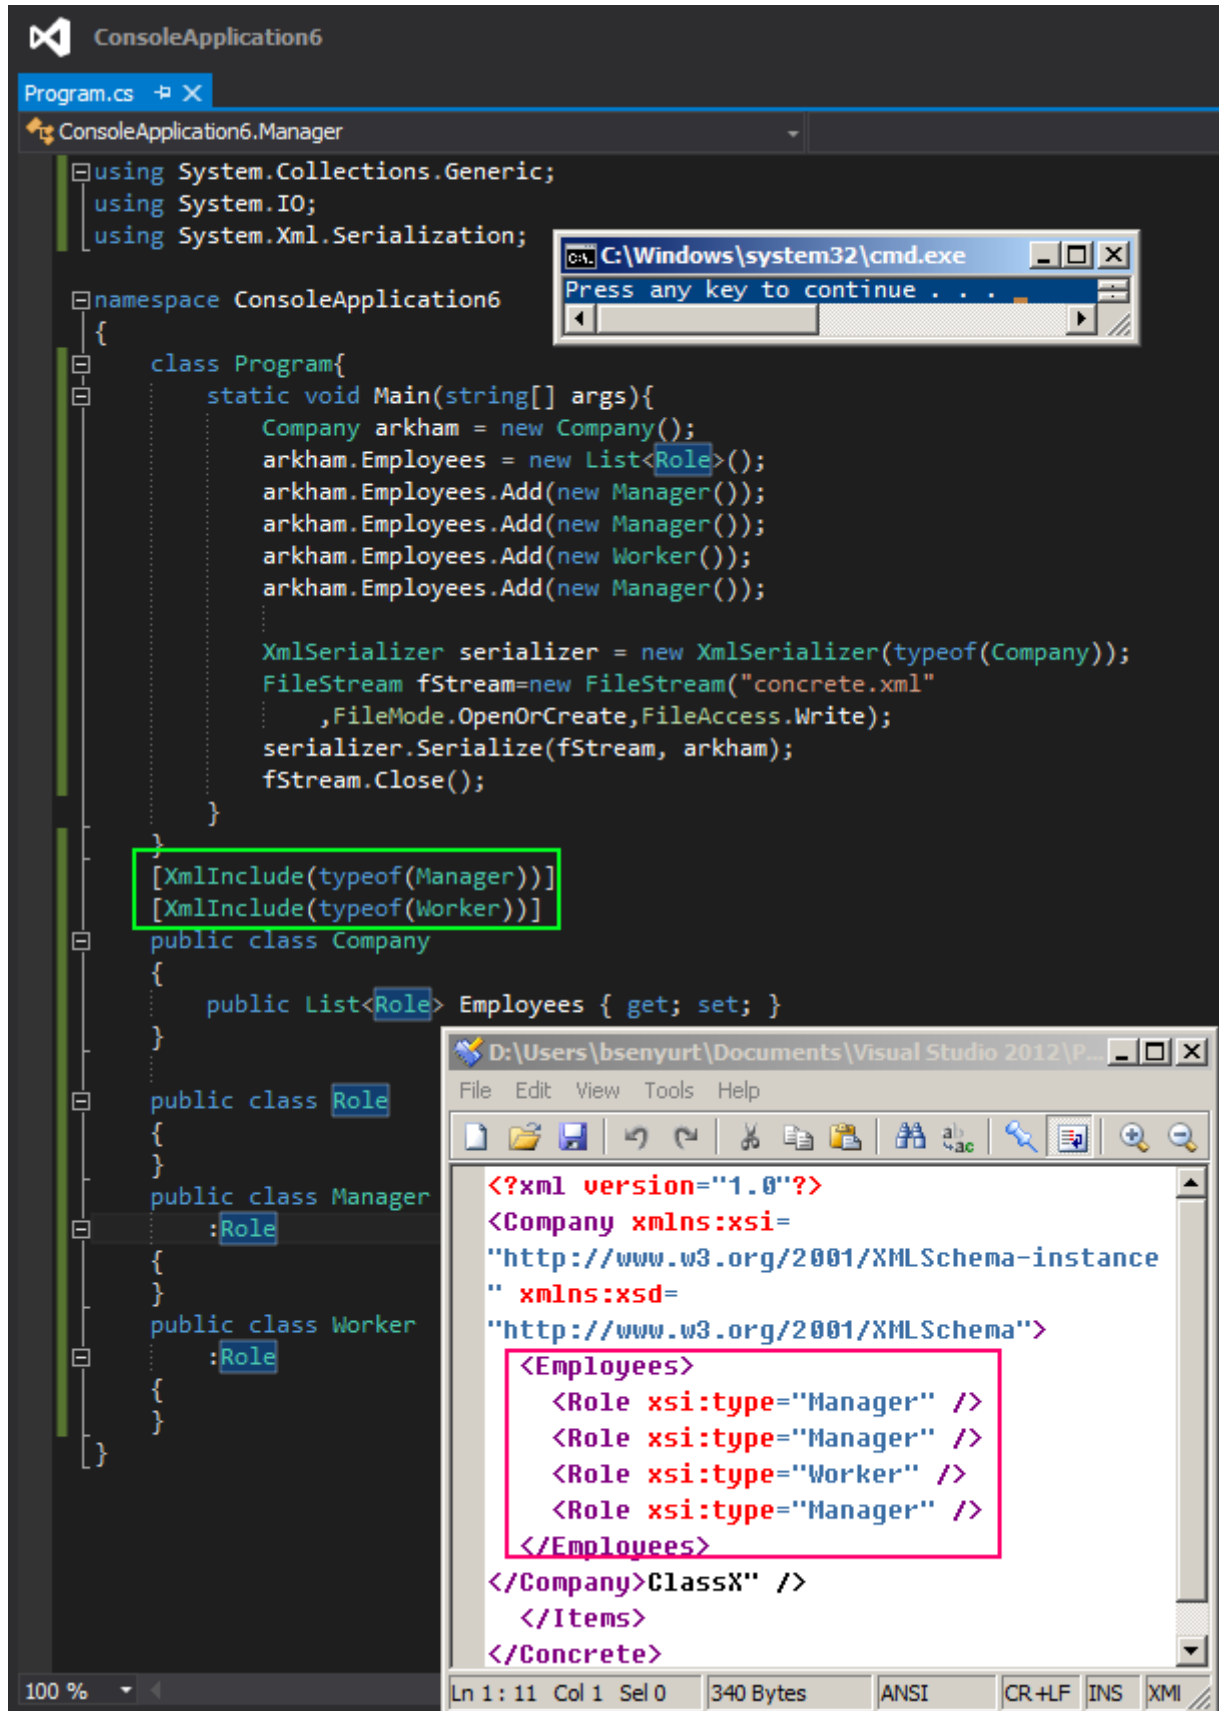 ConsoleApplication6
Program.cs
ConsoleApplication6.Manager
using System.Collections.Generic;
using System.IO;
using System.Xml.Serialization;
C:\Windows\system32\cmd.exe
Press any key to continue . . .
namespace ConsoleApplication6
{
class Program{
static void Main(string[] args){
Company arkham = new Company();
arkham.Employees = new List<Role>();
arkham.Employees.Add(new Manager());
arkham.Employees.Add(new Manager());
arkham.Employees.Add(new Worker());
arkham.Employees.Add(new Manager());
XmlSerializer serializer = new XmlSerializer(typeof(Company));
FileStream fStream=new FileStream("concrete.xml"
,FileMode.OpenOrCreate,FileAccess.Write);
serializer.Serialize(fStream, arkham);
fStream.Close();
}
}
[XmlInclude(typeof(Manager))]
[XmlInclude(typeof(Worker))]
public class Company
{
public List<Role> Employees { get; set; }
}
public class Role
{
}
public class Manager
:Role
{
}
public class Worker
:Role
{
}
}
100 %
D:\Users\bsenyurt\Documents\Visual Studio 2012\P...
File Edit View Tools Help
<?xml version="1.0"?>
<Company xmlns:xsi=
"http://www.w3.org/2001/XMLSchema-instance
" xmlns:xsd=
"http://www.w3.org/2001/XMLSchema">
<Employees>
<Role xsi:type="Manager" />
<Role xsi:type="Manager" />
<Role xsi:type="Worker" />
<Role xsi:type="Manager" />
</Employees>
</Company>ClassX" />
</Items>
</Concrete>
Ln 1 : 11 Col 1 Sel 0 340 Bytes ANSI CR+LF INS XMI